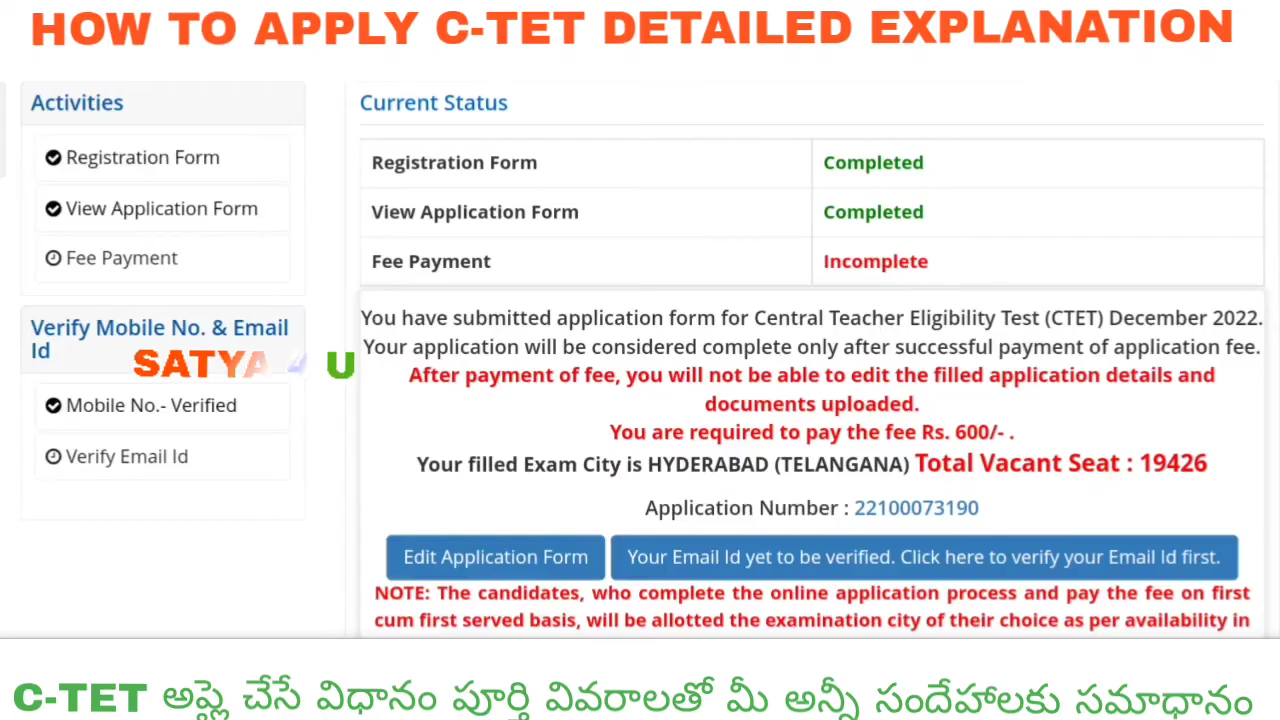 HOW TO APPLY C-TET DETAILED EXPLANATION
Activities
Registration Form
View Application Form
Fee Payment
Verify Mobile No. & Email
Id
SATYA 4 U
Mobile No.- Verified
Verify Email Id
Current Status
Registration Form Completed
View Application Form Completed
Fee Payment Incomplete
You have submitted application form for Central Teacher Eligibility Test (CTET) December 2022.
Your application will be considered complete only after successful payment of application fee.
After payment of fee, you will not be able to edit the filled application details and
documents uploaded.
You are required to pay the fee Rs. 600/- .
Your filled Exam City is HYDERABAD (TELANGANA) Total Vacant Seat : 19426
Application Number : 22100073190
Edit Application Form
Your Email Id yet to be verified. Click here to verify your Email Id first.
NOTE: The candidates, who complete the online application process and pay the fee on first
cum first served basis, will be allotted the examination city of their choice as per availability in
C-TET అప్లై చేసే విధానం పూర్తి వివరాలతో మీ అన్నీ సందేహాలకు సమాధానం